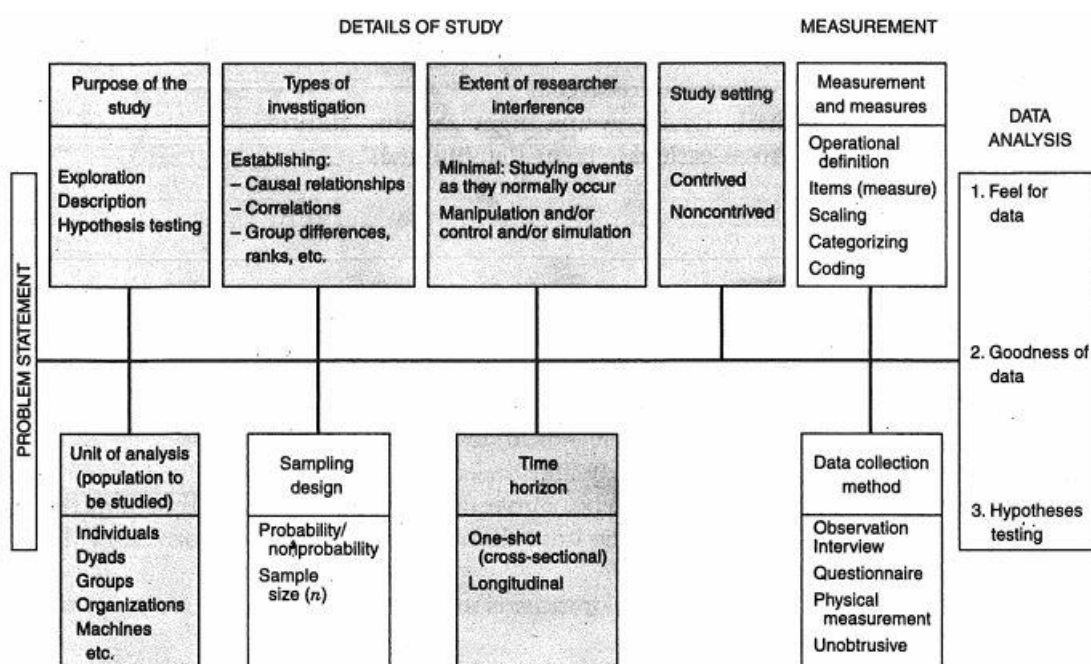 DETAILS OF STUDY
MEASUREMENT
Purpose of the
study
Exploration
Description
Hypothesis testing
Types of
investigation
Establishing:
– Causal relationships
– Correlations
– Group differences,
ranks, etc.
Extent of researcher
interference
Minimal: Studying events
as they normally occur
Manipulation and/or
control and/or simulation
Study setting
Contrived
Noncontrived
Measurement
and measures
Operational
definition
Items (measure)
Scaling
Categorizing
Coding
DATA
ANALYSIS
1. Feel for
data
2. Goodness of
data
3. Hypotheses
testing
PROBLEM STATEMENT
Unit of analysis
(population to
be studied)
Individuals
Dyads
Groups
Organizations
Machines
etc.
Sampling
design
Probability/
nonprobability
Sample
size (n)
Time
horizon
One-shot
(cross-sectional)
Longitudinal
Data collection
method
Observation
Interview
Questionnaire
Physical
measurement
Unobtrusive